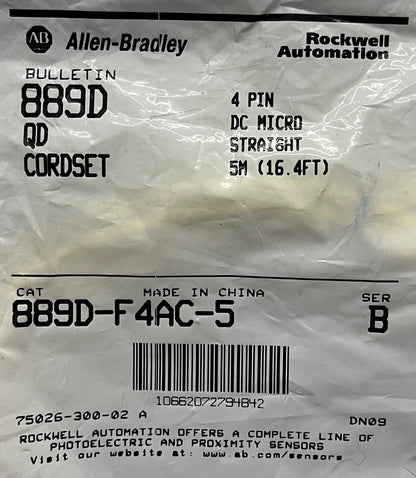 AB Allen-Bradley Rockwell Automation
BULLETIN
889D 4 PIN
QD DC MICRO
STRAIGHT
CORDSET 5M (16.4FT)
CAT MADE IN CHINA SER
889D-F4AC-5 B
10662072794842
75026-300-02 A DN09
ROCKWELL AUTOMATION OFFERS A COMPLETE LINE OF
PHOTOELECTRIC AND PROXIMITY SENSORS
Visit our website at: www.ab.com/sensors